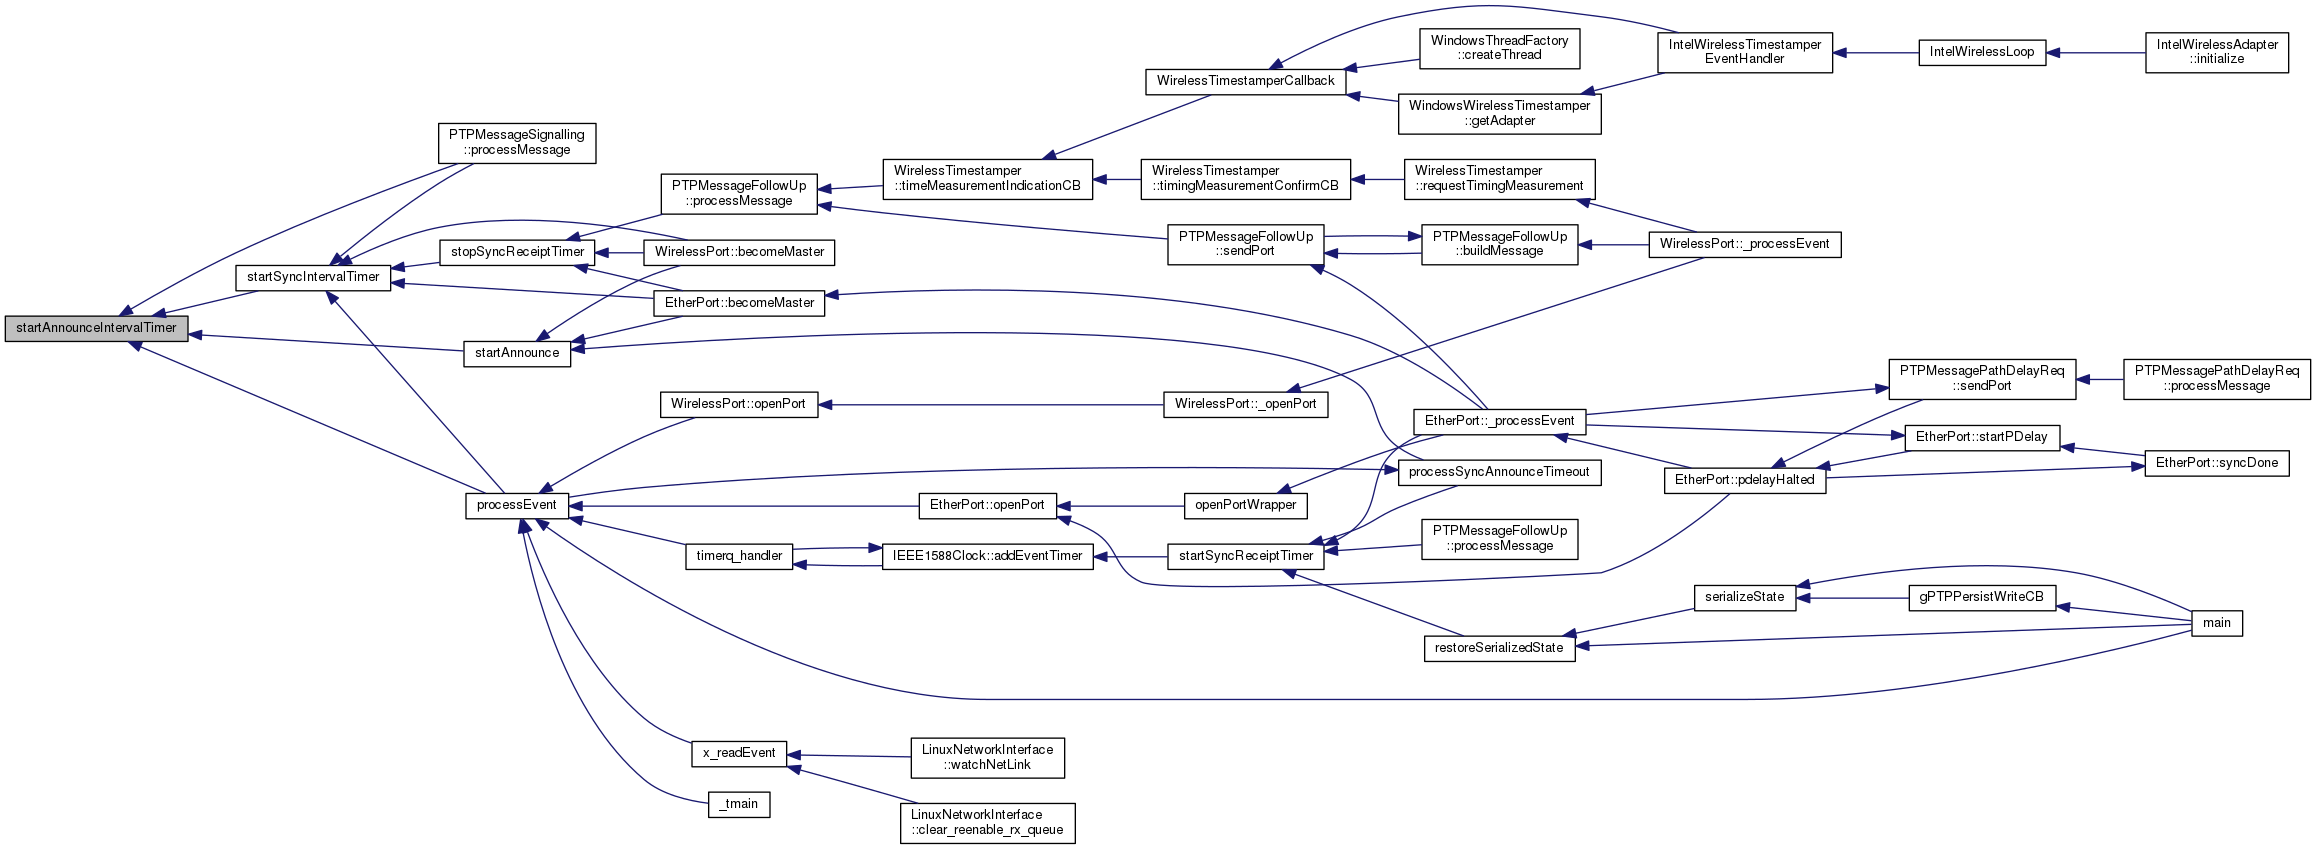 startAnnounceIntervalTimer
PTPMessageSignalling
::processMessage
startSyncIntervalTimer
startAnnounce
processEvent
stopSyncReceiptTimer
PTPMessageFollowUp
::processMessage
WirelessPort::becomeMaster
EtherPort::becomeMaster
WirelessPort::openPort
EtherPort::openPort
timerq_handler
x_readEvent
_tmain
WirelessTimestamper
::timeMeasurementIndicationCB
IEEE1588Clock::addEventTimer
LinuxNetworkInterface
::watchNetLink
LinuxNetworkInterface
::clear_reenable_rx_queue
WirelessTimestamperCallback
WirelessTimestamper
::timingMeasurementConfirmCB
PTPMessageFollowUp
::sendPort
WirelessPort::_openPort
openPortWrapper
startSyncReceiptTimer
WindowsThreadFactory
::createThread
WindowsWirelessTimestamper
::getAdapter
WirelessTimestamper
::requestTimingMeasurement
PTPMessageFollowUp
::buildMessage
EtherPort::_processEvent
processSyncAnnounceTimeout
PTPMessageFollowUp
::processMessage
restoreSerializedState
IntelWirelessTimestamper
EventHandler
WirelessPort::_processEvent
EtherPort::pdelayHalted
serializeState
IntelWirelessLoop
PTPMessagePathDelayReq
::sendPort
EtherPort::startPDelay
gPTPPersistWriteCB
IntelWirelessAdapter
::initialize
PTPMessagePathDelayReq
::processMessage
EtherPort::syncDone
main